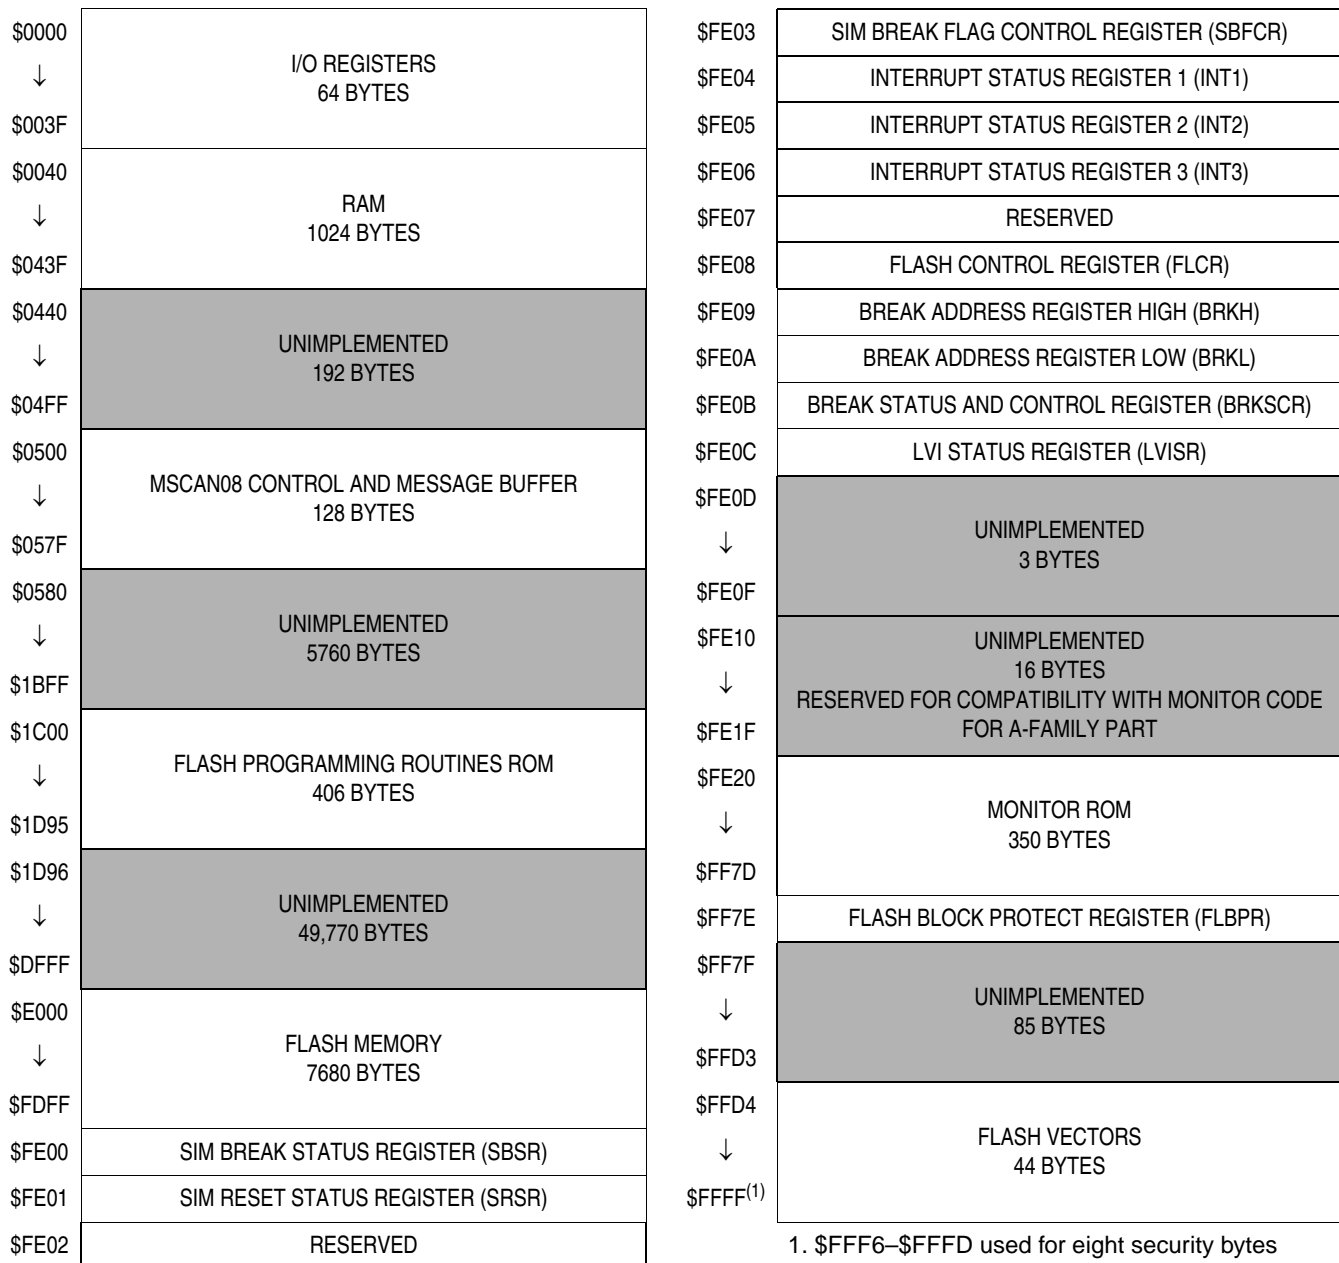 $0000
↓
$003F
I/O REGISTERS
64 BYTES
$0040
↓
$043F
RAM
1024 BYTES
$0440
↓
$04FF
UNIMPLEMENTED
192 BYTES
$0500
↓
$057F
MSCAN08 CONTROL AND MESSAGE BUFFER
128 BYTES
$0580
↓
$1BFF
UNIMPLEMENTED
5760 BYTES
$1C00
↓
$1D95
FLASH PROGRAMMING ROUTINES ROM
406 BYTES
$1D96
↓
$DFFF
UNIMPLEMENTED
49,770 BYTES
$E000
↓
$FDFF
FLASH MEMORY
7680 BYTES
$FE00 SIM BREAK STATUS REGISTER (SBSR)
$FE01 SIM RESET STATUS REGISTER (SRSR)
$FE02 RESERVED
$FE03 SIM BREAK FLAG CONTROL REGISTER (SBFCR)
$FE04 INTERRUPT STATUS REGISTER 1 (INT1)
$FE05 INTERRUPT STATUS REGISTER 2 (INT2)
$FE06 INTERRUPT STATUS REGISTER 3 (INT3)
$FE07 RESERVED
$FE08 FLASH CONTROL REGISTER (FLCR)
$FE09 BREAK ADDRESS REGISTER HIGH (BRKH)
$FE0A BREAK ADDRESS REGISTER LOW (BRKL)
$FE0B BREAK STATUS AND CONTROL REGISTER (BRKSCR)
$FE0C LVI STATUS REGISTER (LVISR)
$FE0D
↓
$FE0F
UNIMPLEMENTED
3 BYTES
$FE10
↓
$FE1F
UNIMPLEMENTED
16 BYTES
RESERVED FOR COMPATIBILITY WITH MONITOR CODE
FOR A-FAMILY PART
$FE20
↓
$FF7D
MONITOR ROM
350 BYTES
$FF7E FLASH BLOCK PROTECT REGISTER (FLBPR)
$FF7F
↓
$FFD3
UNIMPLEMENTED
85 BYTES
$FFD4
↓
$FFFF(1)
FLASH VECTORS
44 BYTES
1. $FFF6–$FFFD used for eight security bytes